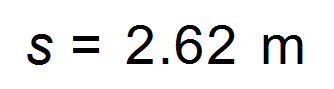 s = 2.62 m